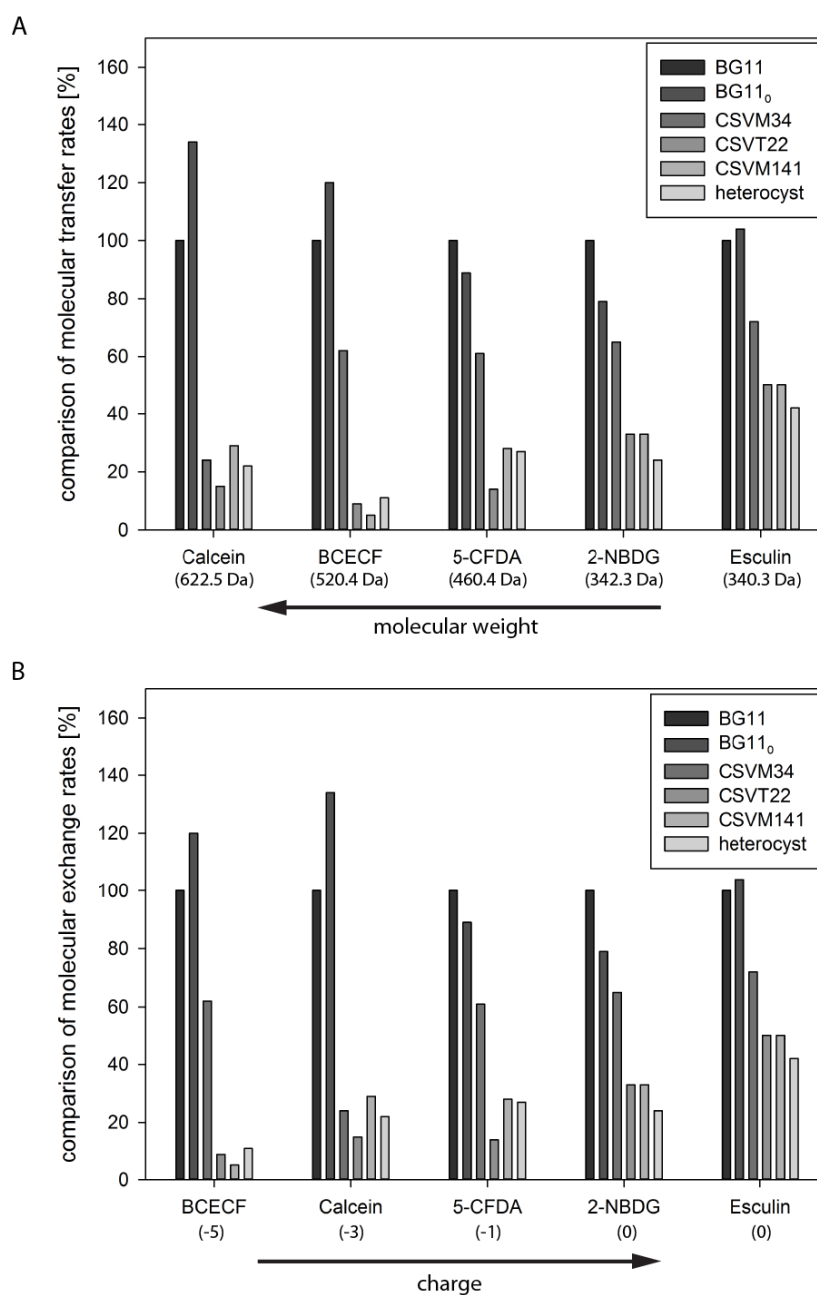 A
comparison of molecular transfer rates [%]
160
140
120
100
80
60
40
20
0
BG11
BG11₀
CSVM34
CSVT22
CSVM141
heterocyst
Calcein BCECF 5-CFDA 2-NBDG Esculin
(622.5 Da) (520.4 Da) (460.4 Da) (342.3 Da) (340.3 Da)
molecular weight
B
comparison of molecular exchange rates [%]
160
140
120
100
80
60
40
20
0
BG11
BG11₀
CSVM34
CSVT22
CSVM141
heterocyst
BCECF Calcein 5-CFDA 2-NBDG Esculin
(-5) (-3) (-1) (0) (0)
charge